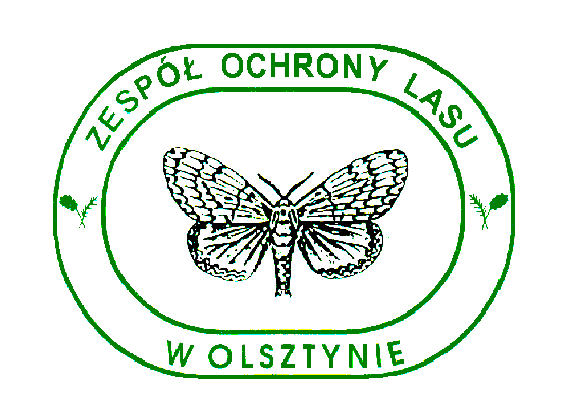 ZESPÓŁ OCHRONY LASU
W OLSZTYNIE